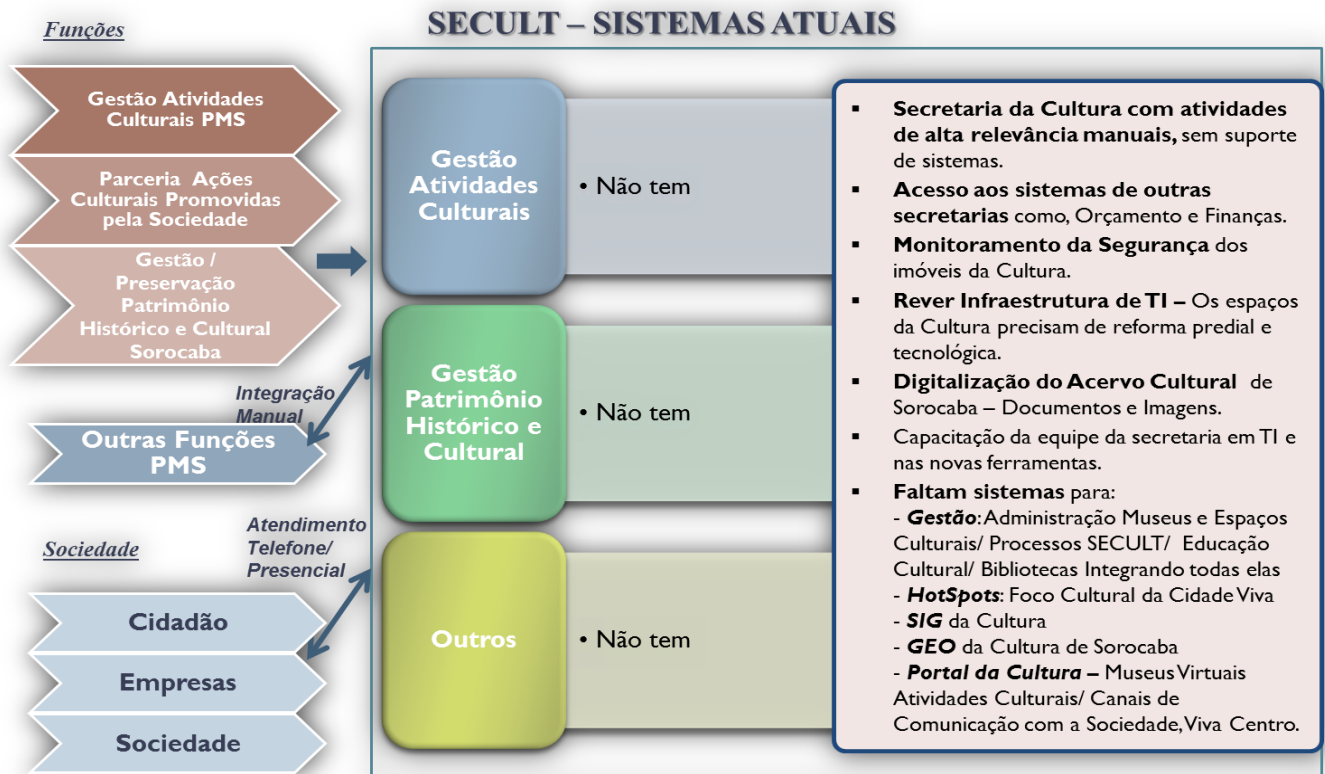 SECULT – SISTEMAS ATUAIS
Funções
Gestão Atividades
Culturais PMS
Parceria Ações
Culturais Promovidas
pela Sociedade
Gestão /
Preservação
Patrimônio
Histórico e Cultural
Sorocaba
Integração
Manual
Outras Funções
PMS
Atendimento
Telefone/
Presencial
Sociedade
Cidadão
Empresas
Sociedade
Gestão
Atividades
Culturais
• Não tem
Gestão
Patrimônio
Histórico e
Cultural
• Não tem
Outros
• Não tem
▪ Secretaria da Cultura com atividades
de alta relevância manuais, sem suporte
de sistemas.
▪ Acesso aos sistemas de outras
secretarias como, Orçamento e Finanças.
▪ Monitoramento da Segurança dos
imóveis da Cultura.
▪ Rever Infraestrutura de TI – Os espaços
da Cultura precisam de reforma predial e
tecnológica.
▪ Digitalização do Acervo Cultural de
Sorocaba – Documentos e Imagens.
▪ Capacitação da equipe da secretaria em TI e
nas novas ferramentas.
▪ Faltam sistemas para:
- Gestão: Administração Museus e Espaços
Culturais/ Processos SECULT/ Educação
Cultural/ Bibliotecas Integrando todas elas
- HotSpots: Foco Cultural da Cidade Viva
- SIG da Cultura
- GEO da Cultura de Sorocaba
- Portal da Cultura – Museus Virtuais
Atividades Culturais/ Canais de
Comunicação com a Sociedade, Viva Centro.